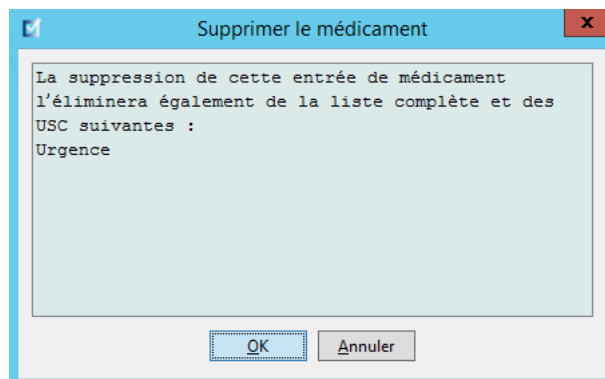 Supprimer le médicament
x
La suppression de cette entrée de médicament
l'éliminera également de la liste complète et des
USC suivantes :
Urgence
OK
Annuler